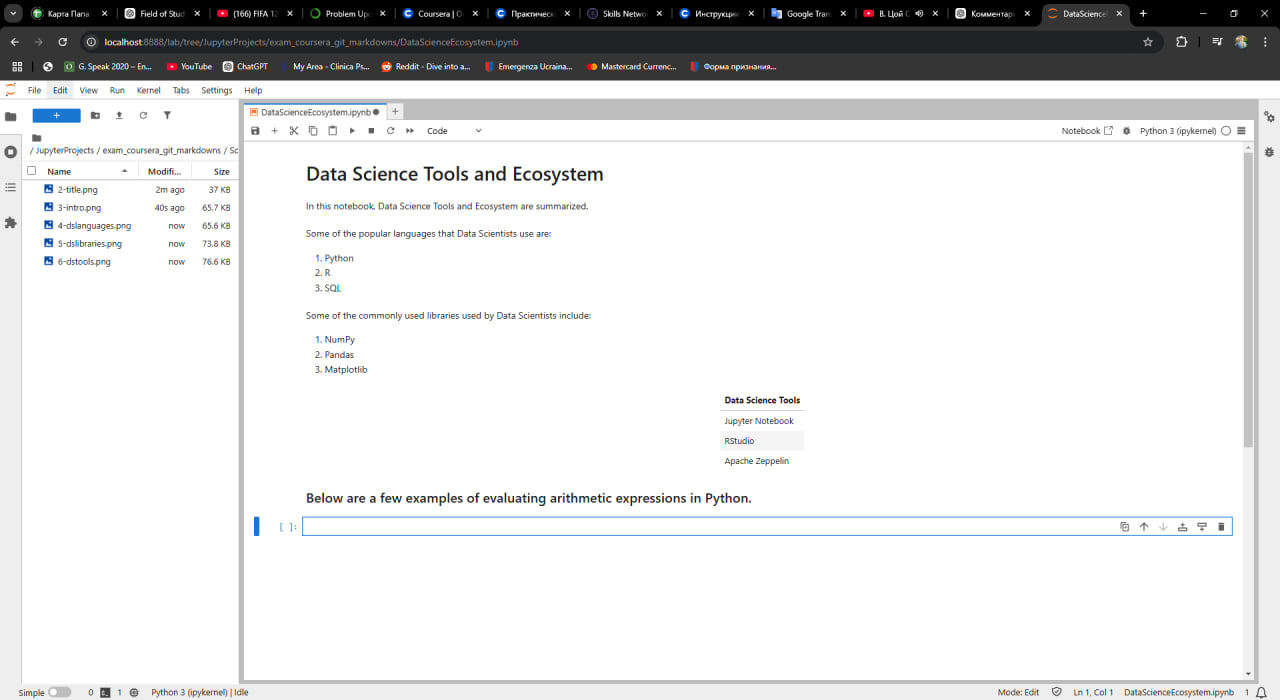 Карта Папа
Field of Stud
(166) FIFA 12
Problem Up
Coursera | O
Практическ
Skills Netwo
Инструкци
Google Tran
В. Цой С
Комментар
DataScience
localhost:8888/lab/tree/JupyterProjects/exam_coursera_git_markdowns/DataScienceEcosystem.ipynb
G. Speak 2020 – En...
YouTube
ChatGPT
My Area - Clinica Ps...
Reddit - Dive into a...
Emergenza Ucraina...
Mastercard Currenc...
Форма признания...
File Edit View Run Kernel Tabs Settings Help
DataScienceEcosystem.ipynb
Code
Notebook
Python 3 (ipykernel)
/ JupyterProjects / exam_coursera_git_markdowns / Sc
Name Modifi... Size
2-title.png 2m ago 37 KB
3-intro.png 40s ago 65.7 KB
4-dslanguages.png now 65.6 KB
5-dslibraries.png now 73.8 KB
6-dstools.png now 76.6 KB
Data Science Tools and Ecosystem
In this notebook, Data Science Tools and Ecosystem are summarized.
Some of the popular languages that Data Scientists use are:
1. Python
2. R
3. SQL
Some of the commonly used libraries used by Data Scientists include:
1. NumPy
2. Pandas
3. Matplotlib
Data Science Tools
Jupyter Notebook
RStudio
Apache Zeppelin
Below are a few examples of evaluating arithmetic expressions in Python.
[ ]:
Simple 0 1 Python 3 (ipykernel) | Idle
Mode: Edit Ln 1, Col 1 DataScienceEcosystem.ipynb 1